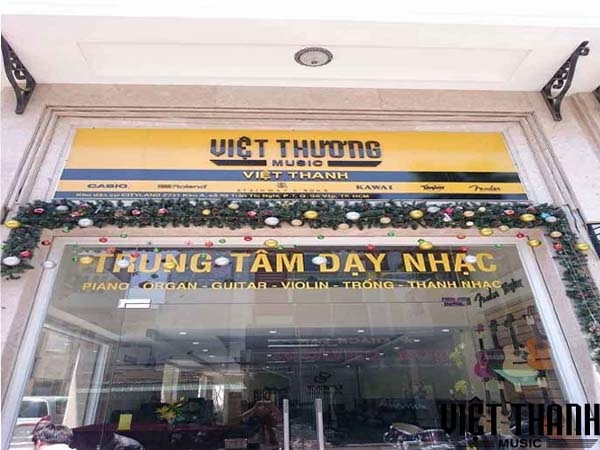 VIỆT THƯƠNG
MUSIC
VIỆT THANH
CASIO Roland STEINWAY & SONS KAWAI Fender
TRUNG TÂM DẠY NHẠC
PIANO - ORGAN - GUITAR - VIOLIN - TRỐNG - THANH NHẠC
VIỆT THANH
MUSIC